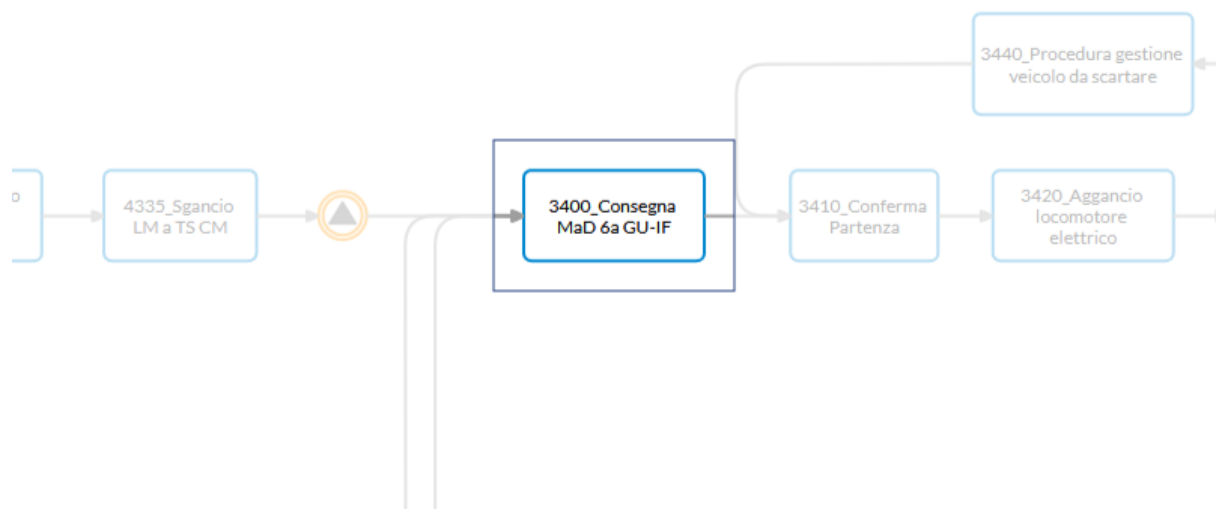 3440_Procedura gestione
veicolo da scartare
o
4335_Sgancio
LM a TS CM
3400_Consegna
MaD 6a GU-IF
3410_Conferma
Partenza
3420_Aggancio
locomotore
elettrico